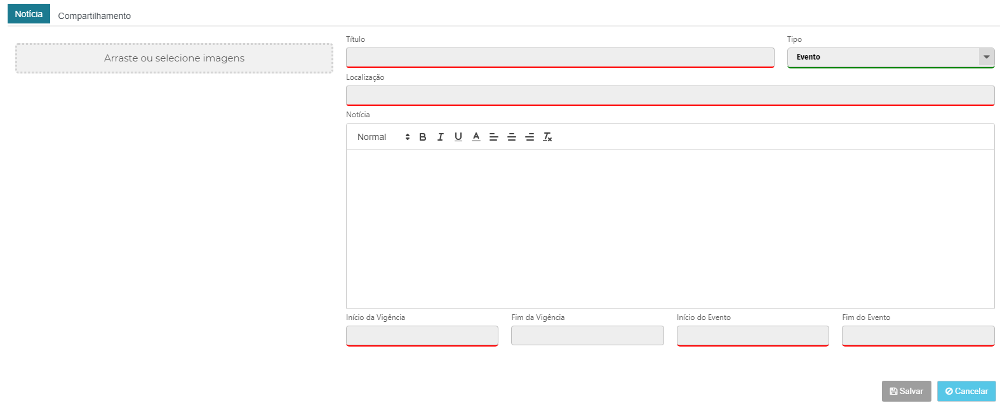 Notícia
Compartilhamento
Arraste ou selecione imagens
Título
Tipo
Evento
Localização
Notícia
Normal B I U A Tx
Início da Vigência
Fim da Vigência
Início do Evento
Fim do Evento
Salvar
Cancelar